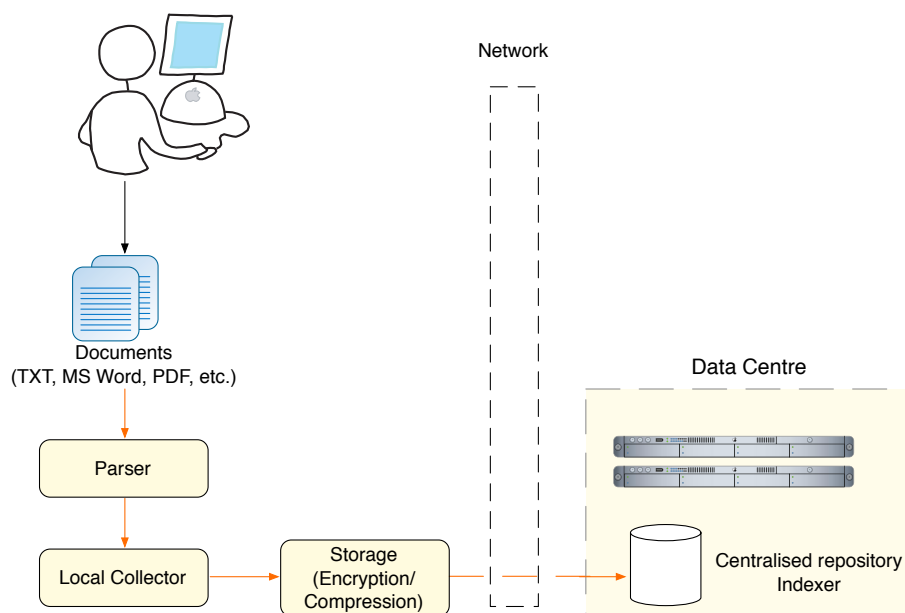 Network
Documents
(TXT, MS Word, PDF, etc.)
Data Centre
Parser
Local Collector
Storage
(Encryption/
Compression)
Centralised repository
Indexer